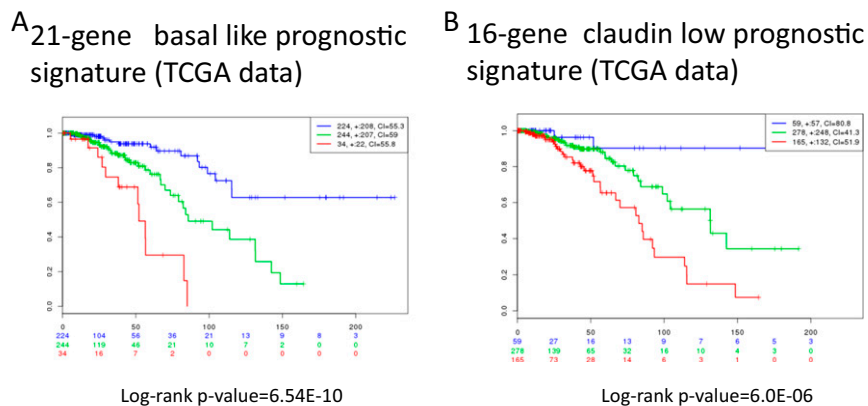 A 21-gene basal like prognostic
signature (TCGA data)
224, +:208, CI=55.3
244, +:207, CI=59
34, +:22, CI=55.8
1.0
0.8
0.6
0.4
0.2
0.0
0 50 100 150 200
224 104 56 36 21 13 9 8 3
244 119 46 21 10 7 2 0 0
34 16 7 2 0 0 0 0 0
Log-rank p-value=6.54E-10
B 16-gene claudin low prognostic
signature (TCGA data)
59, +:57, CI=80.8
278, +:248, CI=41.3
165, +:132, CI=51.9
1.0
0.8
0.6
0.4
0.2
0.0
0 50 100 150 200
59 27 16 13 9 7 6 5 3
278 139 65 32 16 10 4 3 0
165 73 28 14 6 3 1 0 0
Log-rank p-value=6.0E-06